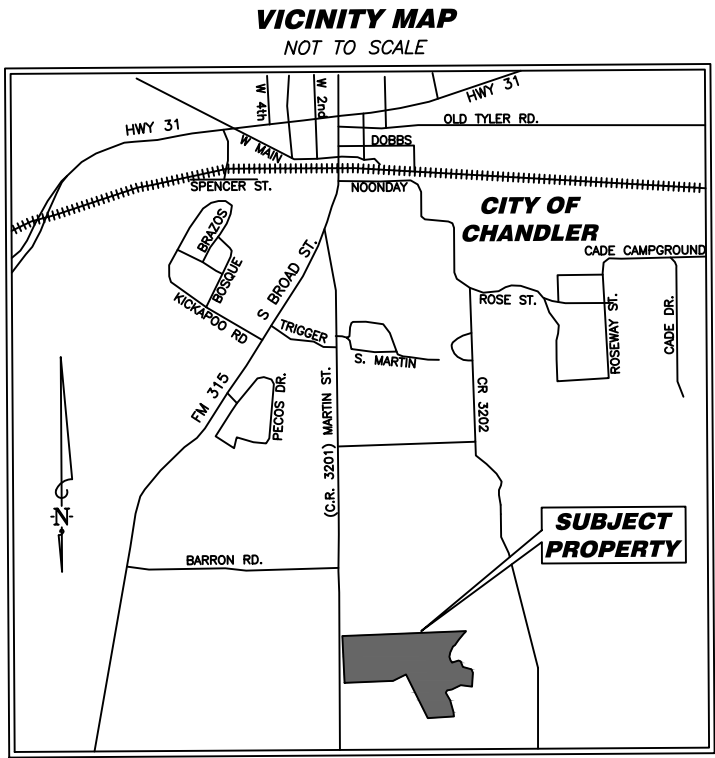 VICINITY MAP
NOT TO SCALE
W 4th
W 2nd
HWY 31
HWY 31
OLD TYLER RD.
W MAIN
DOBBS
SPENCER ST.
NOONDAY
CITY OF
CHANDLER
CADE CAMPGROUND
BRAZOS
BOSQUE
KICKAPOO RD
S BROAD ST.
TRIGGER
S. MARTIN
ROSE ST.
ROSEWAY ST.
CADE DR.
FM 315
PECOS DR.
(C.R. 3201) MARTIN ST.
CR 3202
N
SUBJECT
PROPERTY
BARRON RD.